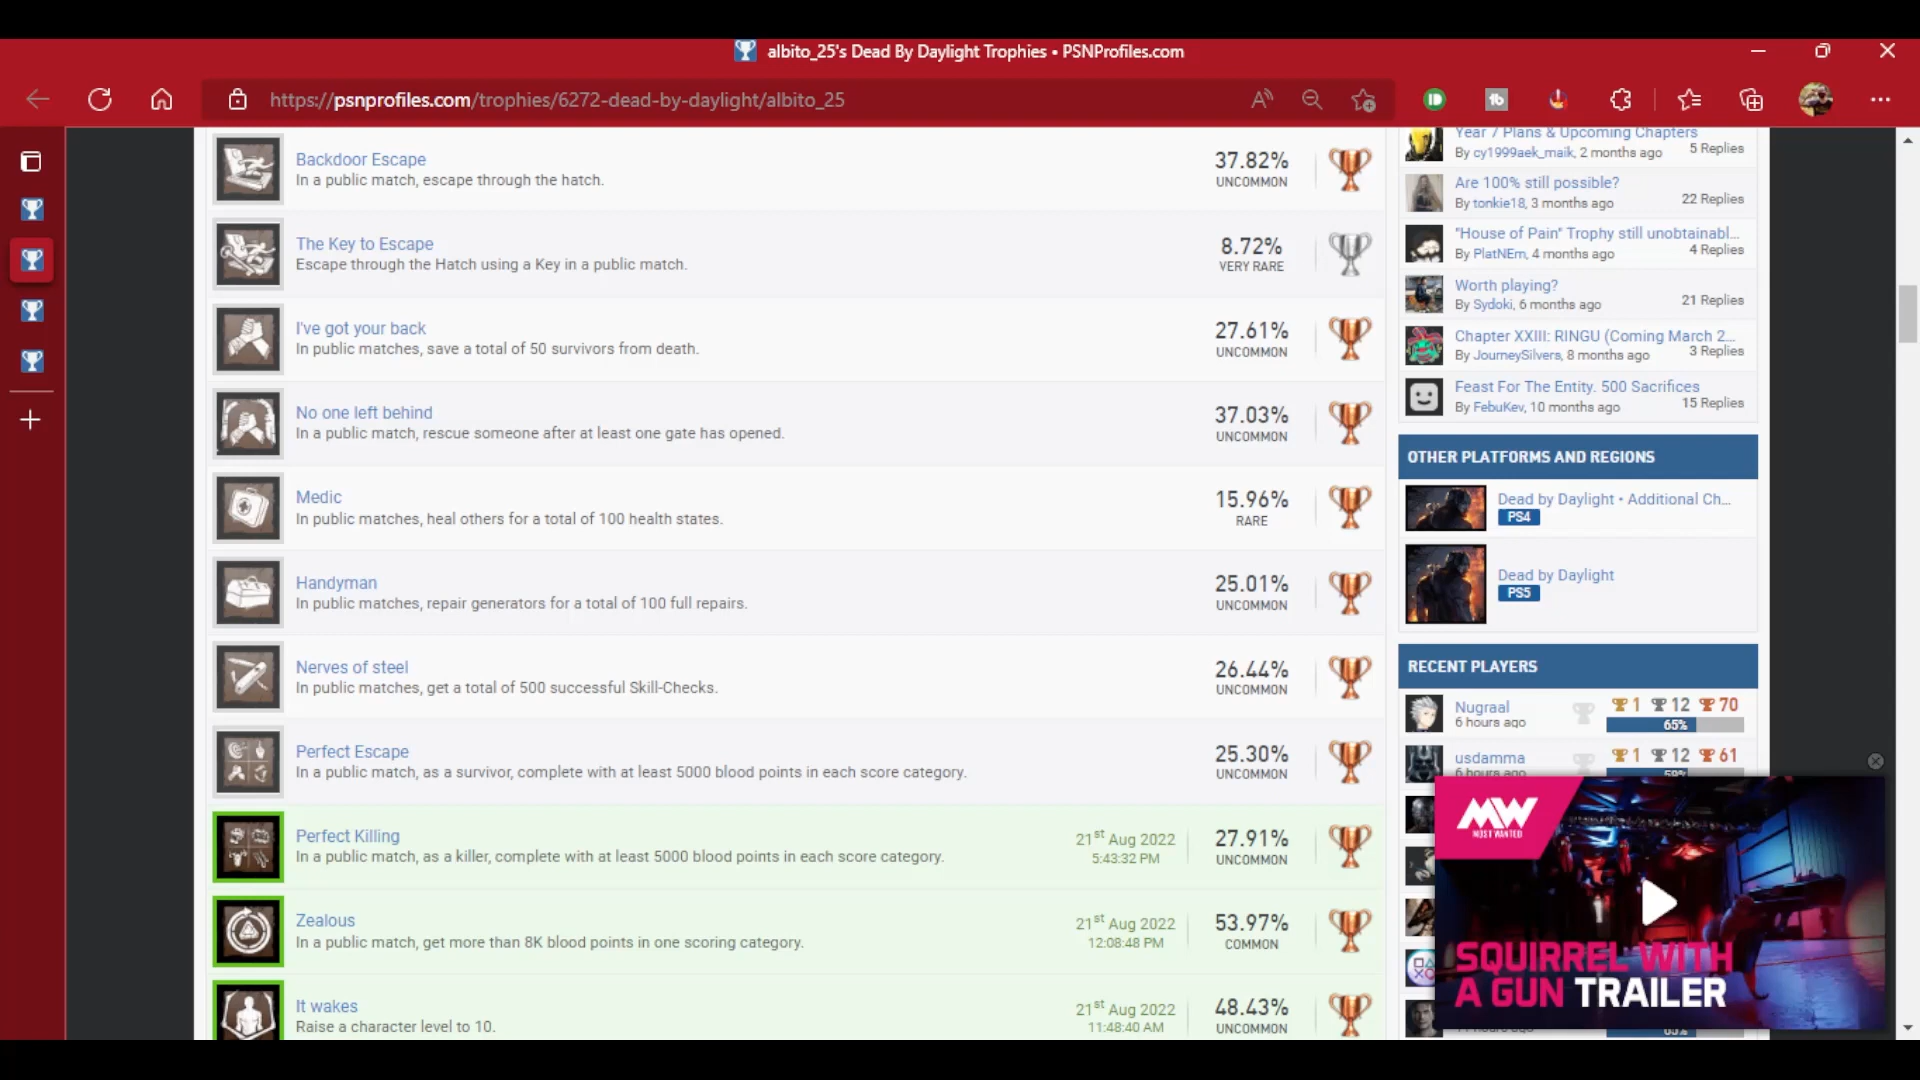 albito_25's Dead By Daylight Trophies • PSNProfiles.com
https://psnprofiles.com/trophies/6272-dead-by-daylight/albito_25
Backdoor Escape
In a public match, escape through the hatch.
37.82%
UNCOMMON
The Key to Escape
Escape through the Hatch using a Key in a public match.
8.72%
VERY RARE
I've got your back
In public matches, save a total of 50 survivors from death.
27.61%
UNCOMMON
No one left behind
In a public match, rescue someone after at least one gate has opened.
37.03%
UNCOMMON
Medic
In public matches, heal others for a total of 100 health states.
15.96%
RARE
Handyman
In public matches, repair generators for a total of 100 full repairs.
25.01%
UNCOMMON
Nerves of steel
In public matches, get a total of 500 successful Skill-Checks.
26.44%
UNCOMMON
Perfect Escape
In a public match, as a survivor, complete with at least 5000 blood points in each score category.
25.30%
UNCOMMON
Perfect Killing
In a public match, as a killer, complete with at least 5000 blood points in each score category.
21st Aug 2022
5:43:32 PM
27.91%
UNCOMMON
Zealous
In a public match, get more than 8K blood points in one scoring category.
21st Aug 2022
12:08:48 PM
53.97%
COMMON
It wakes
Raise a character level to 10.
21st Aug 2022
11:48:40 AM
48.43%
UNCOMMON
Year 7 Plans & Upcoming Chapters
By cy1999aek_maik, 2 months ago
5 Replies
Are 100% still possible?
By tonkie18, 3 months ago
22 Replies
"House of Pain" Trophy still unobtainabl...
By PlatNEm, 4 months ago
4 Replies
Worth playing?
By Sydoki, 6 months ago
21 Replies
Chapter XXIII: RINGU (Coming March 2...
By JourneySilvers, 8 months ago
3 Replies
Feast For The Entity. 500 Sacrifices
By FebuKev, 10 months ago
15 Replies
OTHER PLATFORMS AND REGIONS
Dead by Daylight • Additional Ch...
PS4
Dead by Daylight
PS5
RECENT PLAYERS
Nugraal
6 hours ago
1 12 70
65%
usdamma
6 hours ago
1 12 61
59%
MW
MOST WANTED
SQUIRREL WITH
A GUN TRAILER